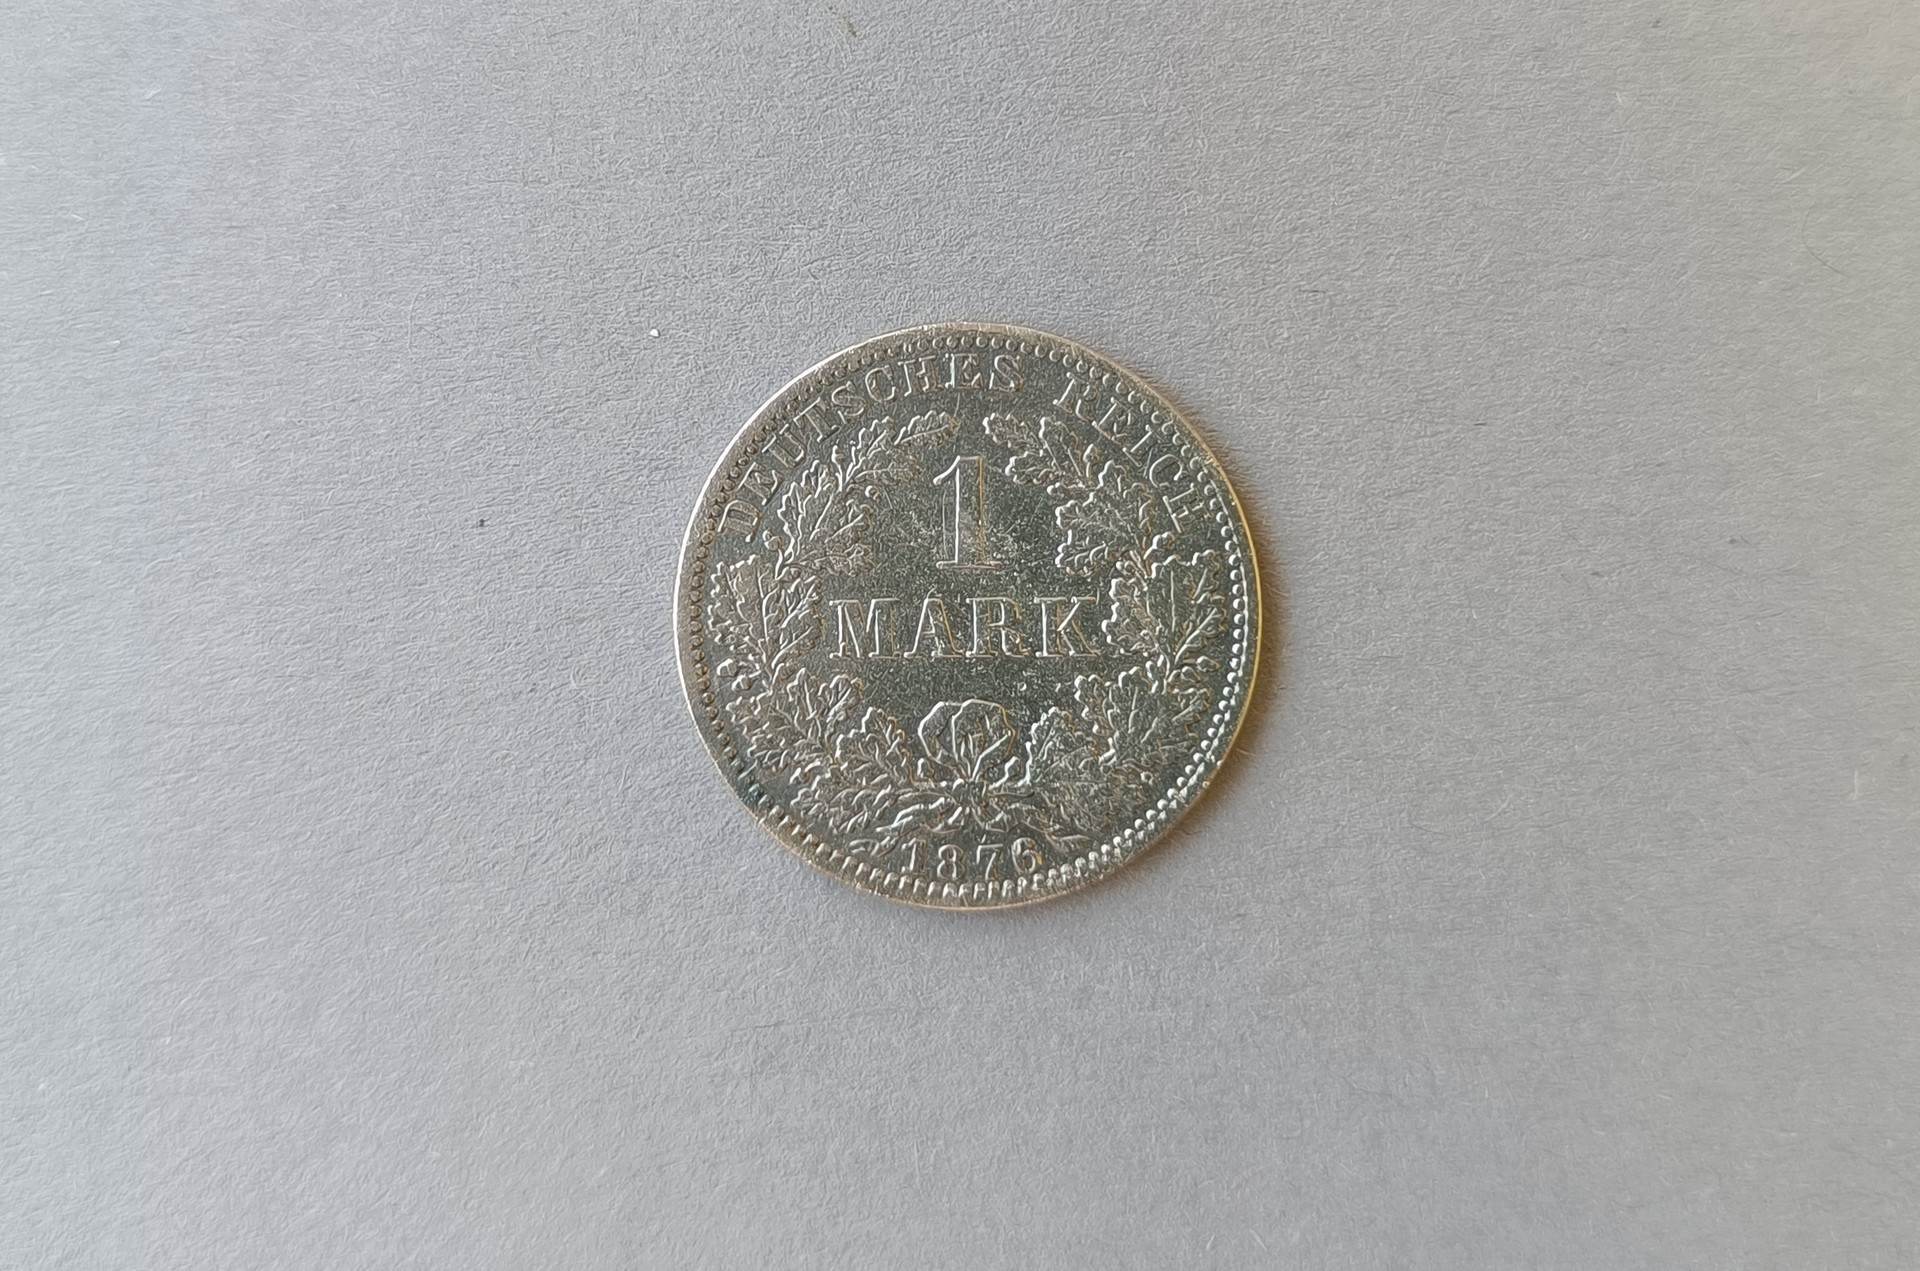 DEUTSCHES REICH
1
MARK
1876